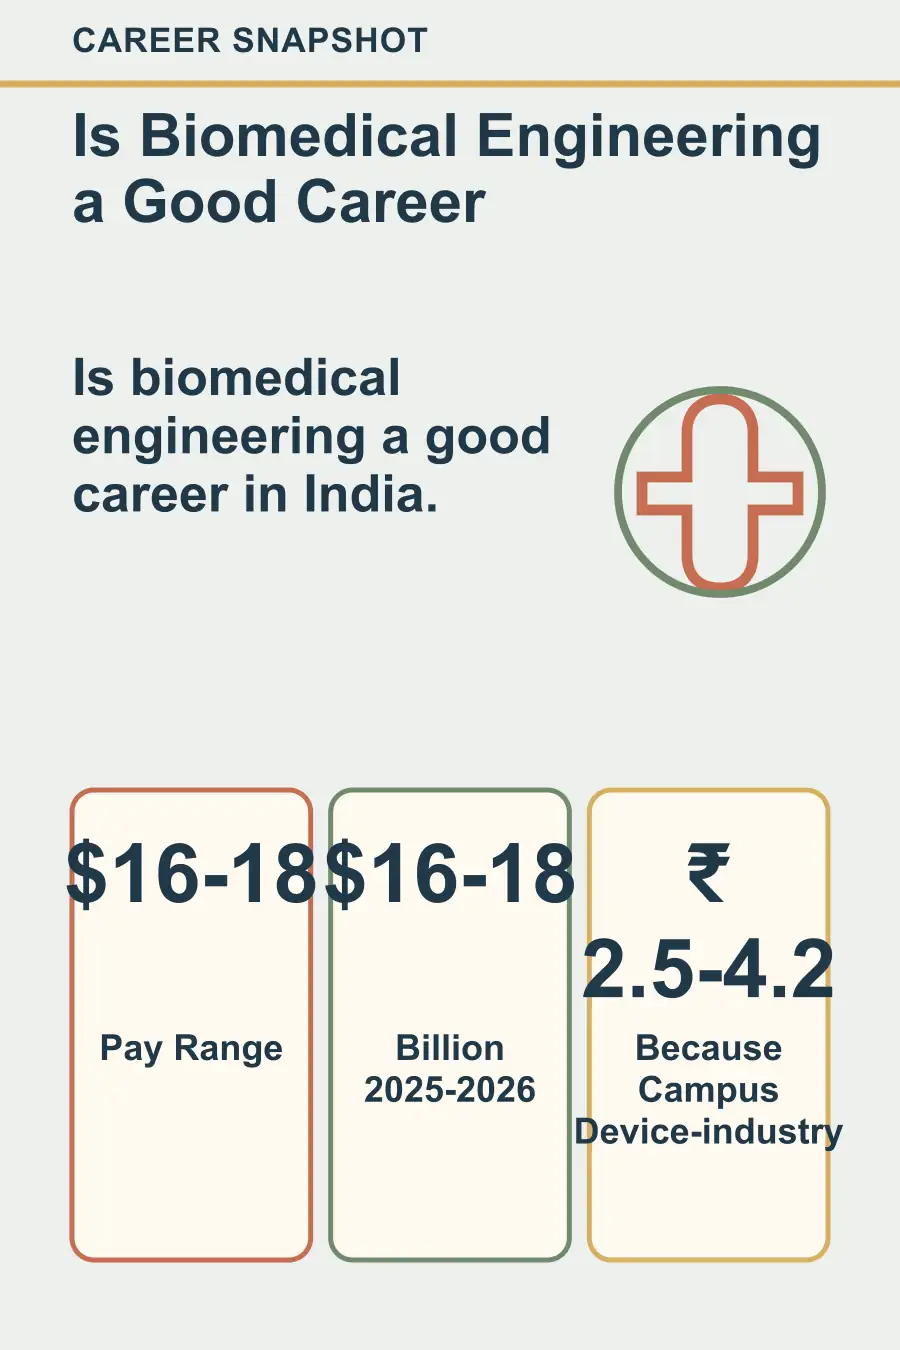 CAREER SNAPSHOT
Is Biomedical Engineering
a Good Career
Is biomedical
engineering a good
career in India.
$16-18
Pay Range
$16-18
Billion
2025-2026
₹
2.5-4.2
Because
Campus
Device-industry